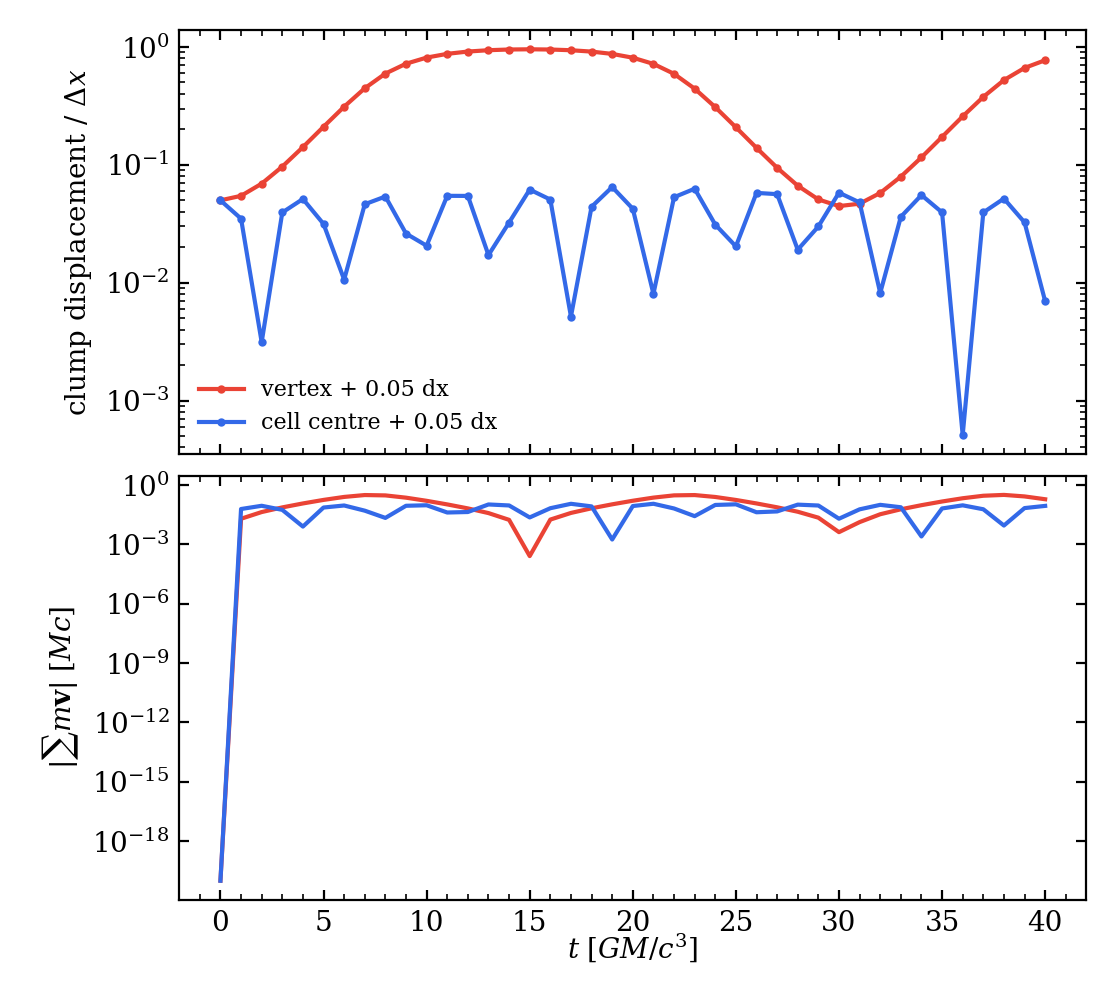 clump displacement / Δx
10⁰
10⁻¹
10⁻²
10⁻³
vertex + 0.05 dx
cell centre + 0.05 dx
|∑mv| [Mc]
10⁰
10⁻³
10⁻⁶
10⁻⁹
10⁻¹²
10⁻¹⁵
10⁻¹⁸
0 5 10 15 20 25 30 35 40
t [GM/c³]